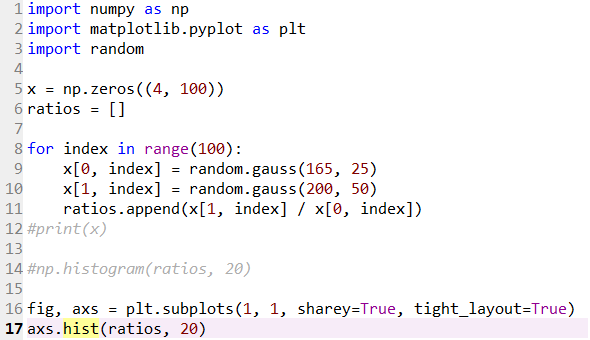 1 import numpy as np
2 import matplotlib.pyplot as plt
3 import random
4
5 x = np.zeros((4, 100))
6 ratios = []
7
8 for index in range(100):
9     x[0, index] = random.gauss(165, 25)
10     x[1, index] = random.gauss(200, 50)
11     ratios.append(x[1, index] / x[0, index])
12 #print(x)
13
14 #np.histogram(ratios, 20)
15
16 fig, axs = plt.subplots(1, 1, sharey=True, tight_layout=True)
17 axs.hist(ratios, 20)